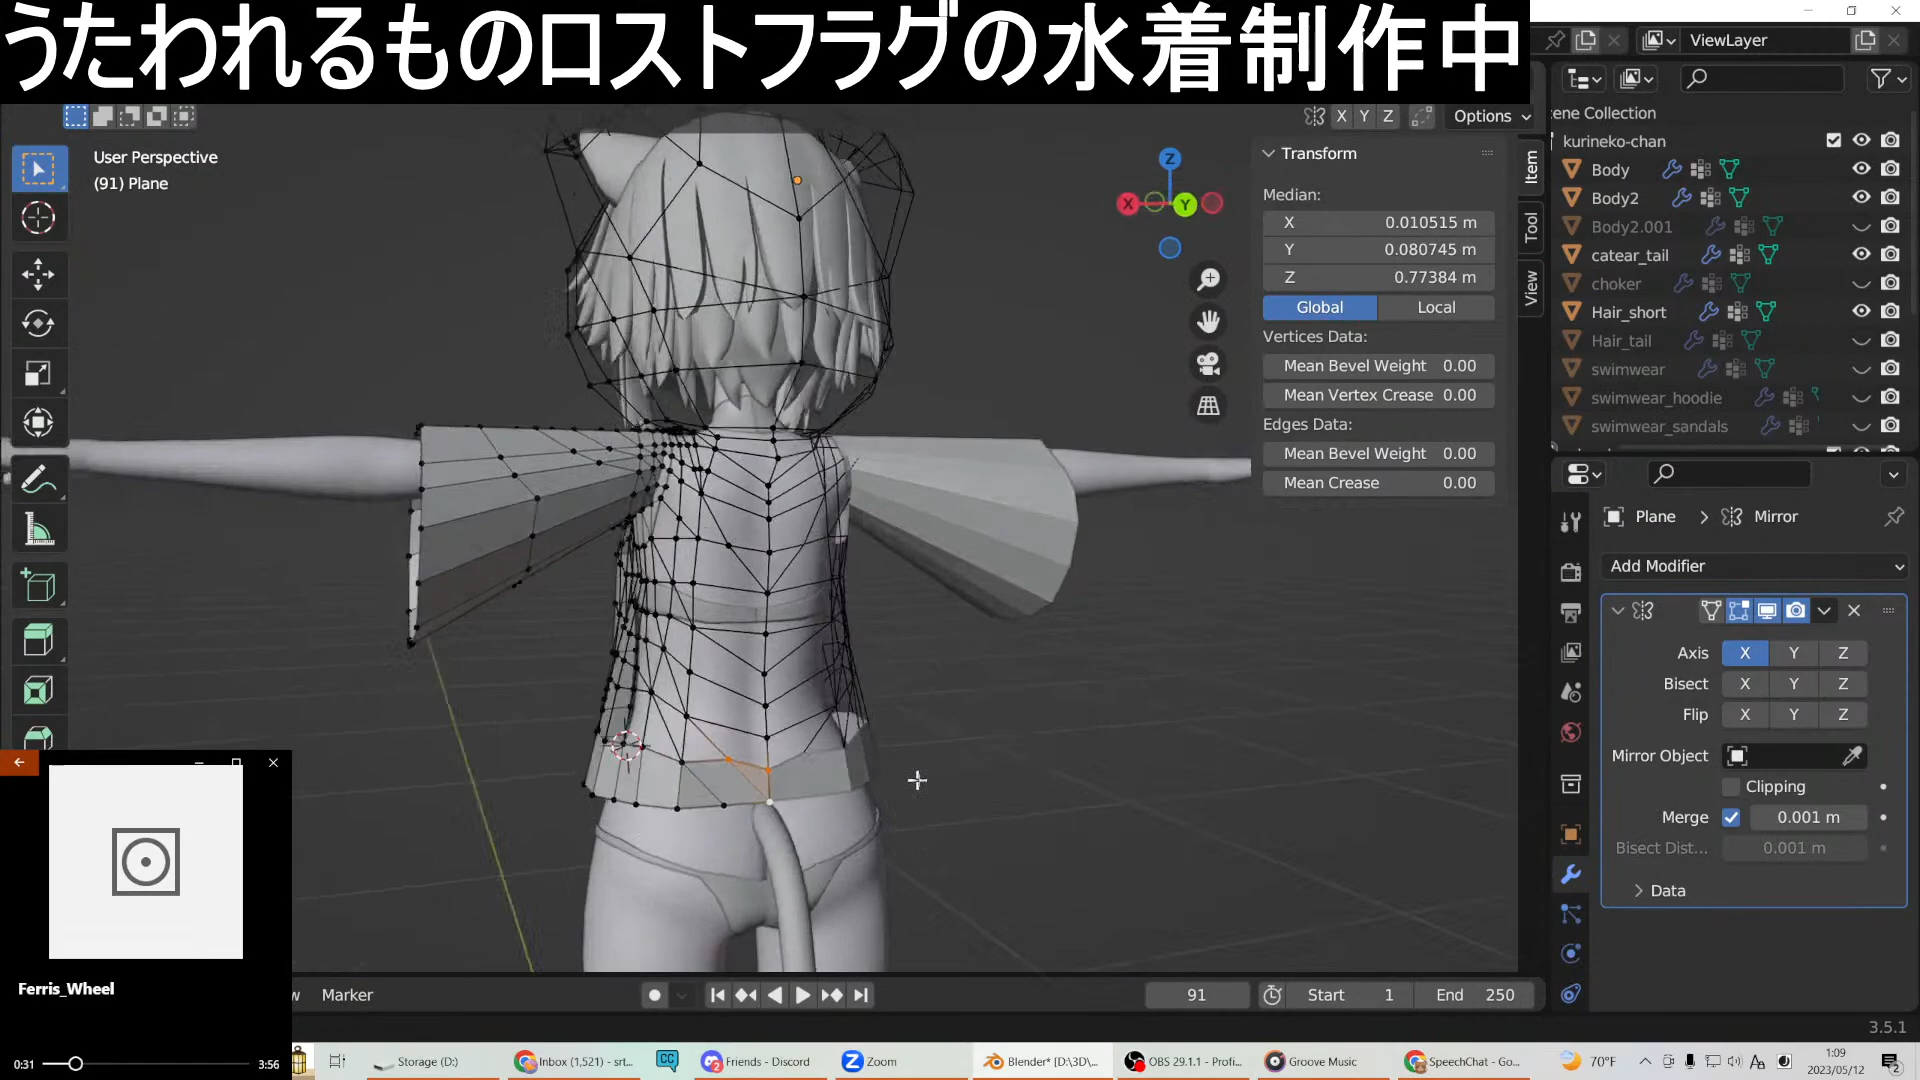 うたわれるものロストフラグの水着制作中
ViewLayer
X Y Z Options
User Perspective
(91) Plane
Transform
Median:
X 0.010515 m
Y 0.080745 m
Z 0.77384 m
Global Local
Vertices Data:
Mean Bevel Weight 0.00
Mean Vertex Crease 0.00
Edges Data:
Mean Bevel Weight 0.00
Mean Crease 0.00
Item
Tool
View
Z
X
Y
ene Collection
kurineko-chan
Body
Body2
Body2.001
catear_tail
choker
Hair_short
Hair_tail
swimwear
swimwear_hoodie
swimwear_sandals
Plane > Mirror
Add Modifier
Axis X Y Z
Bisect X Y Z
Flip X Y Z
Mirror Object
Clipping
Merge 0.001 m
Bisect Dist... 0.001 m
Data
Ferris_Wheel
0:31 3:56
w Marker
91 Start 1 End 250
3.5.1
Storage (D:)
Inbox (1,521) - srt...
CC
Friends - Discord
Zoom
Blender* [D:\3D\...
OBS 29.1.1 - Profi...
Groove Music
SpeechChat - Go...
70°F
A
1:09
2023/05/12
2